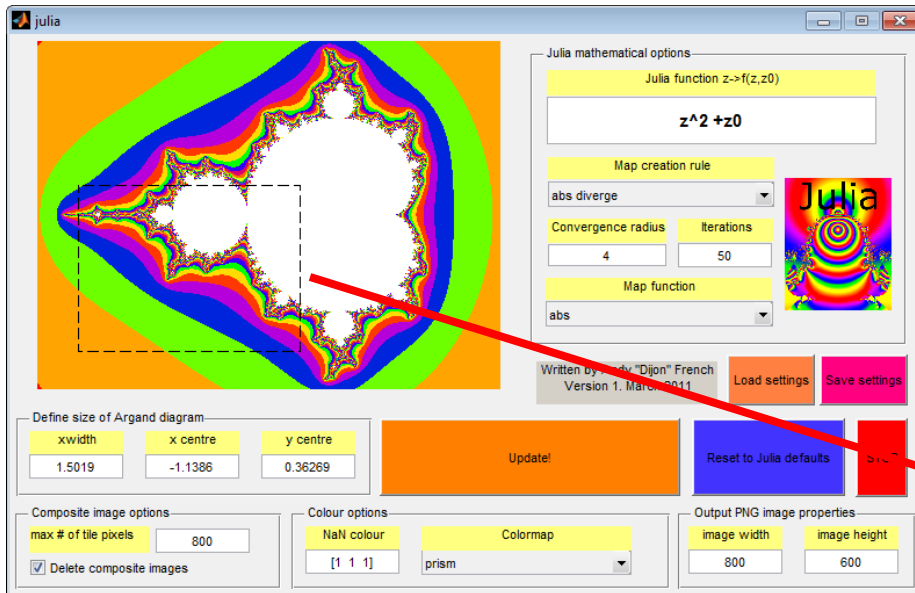 julia
Julia mathematical options
Julia function z->f(z,z0)
z^2 +z0
Map creation rule
abs diverge
Convergence radius
Iterations
4
50
Map function
abs
Julia
Written by Andy "Dijon" French
Version 1. March 2011
Load settings
Save settings
Define size of Argand diagram
xwidth
x centre
y centre
1.5019
-1.1386
0.36269
Update!
Reset to Julia defaults
STOP
Composite image options
max # of tile pixels
800
Delete composite images
Colour options
NaN colour
Colormap
[1 1 1]
prism
Output PNG image properties
image width
image height
800
600